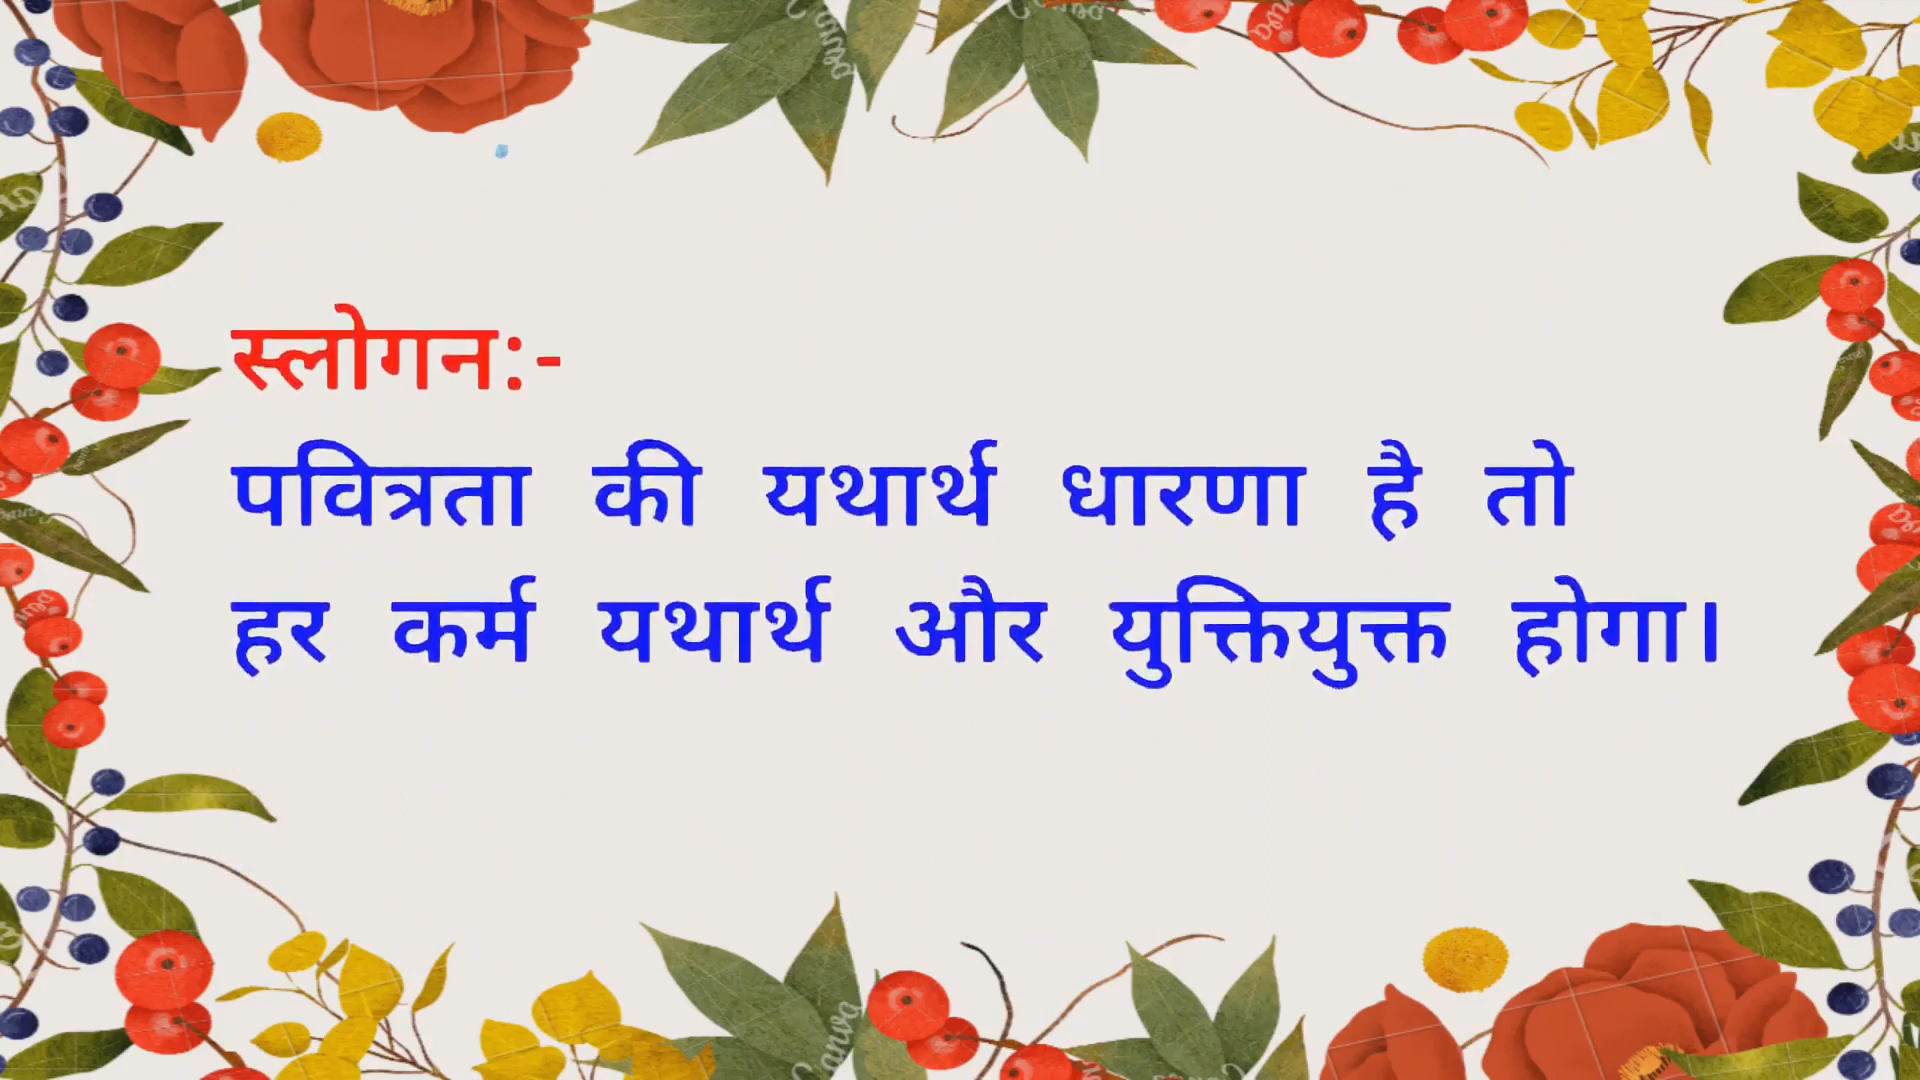 स्लोगन:-
पवित्रता की यथार्थ धारणा है तो
हर कर्म यथार्थ और युक्तियुक्त होगा।